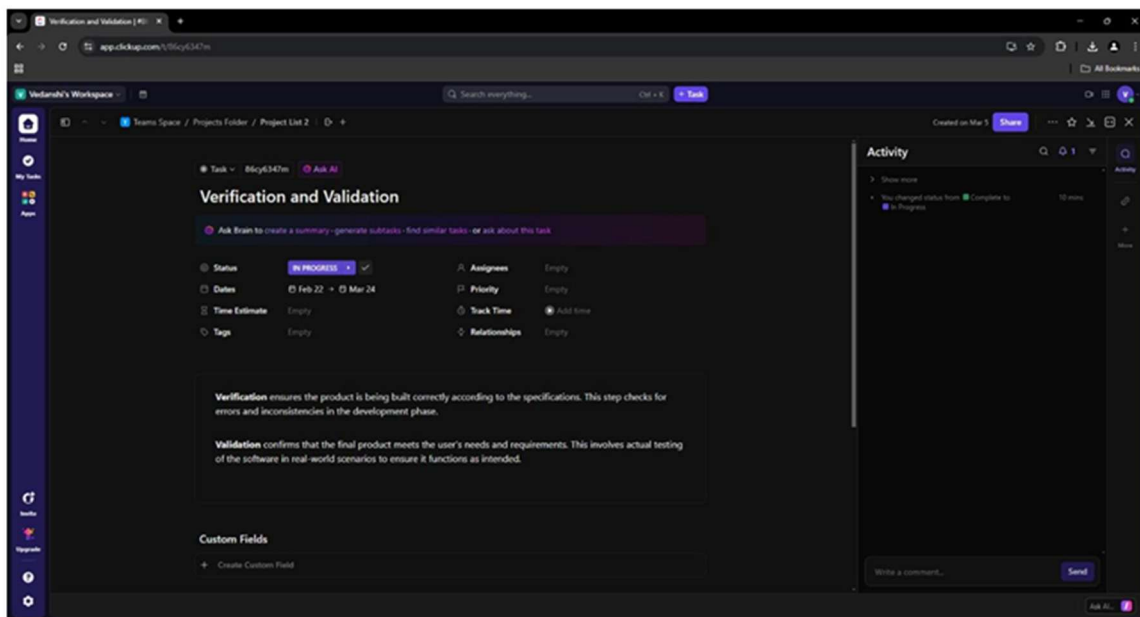 Verification and Validation | #86
app.clickup.com/t/86cy6347m
All Bookmarks
Vedanshi's Workspace
Search everything...
Ctrl + K
+ Task
Home
My Tasks
Apps
Invite
Upgrade
Teams Space / Projects Folder / Project List 2
Created on Mar 5
Share
Task
86cy6347m
Ask AI
Verification and Validation
Ask Brain to create a summary - generate subtasks - find similar tasks - or ask about this task
Status
IN PROGRESS
Assignees
Empty
Dates
Feb 22 → Mar 24
Priority
Empty
Time Estimate
Empty
Track Time
Add time
Tags
Empty
Relationships
Empty
Verification ensures the product is being built correctly according to the specifications. This step checks for
errors and inconsistencies in the development phase.
Validation confirms that the final product meets the user's needs and requirements. This involves actual testing
of the software in real-world scenarios to ensure it functions as intended.
Custom Fields
+ Create Custom Field
Activity
1
Show more
You changed status from Complete to
In Progress
10 mins
Write a comment...
Send
Activity
More
Ask AI...